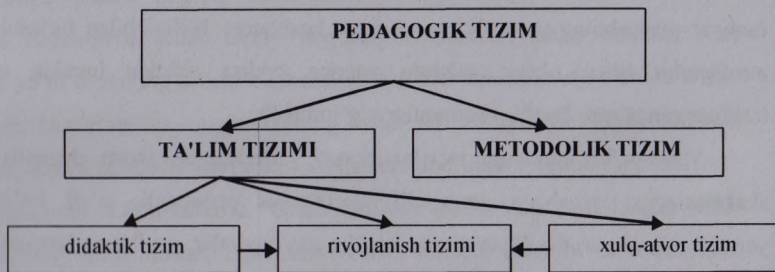 PEDAGOGIK TIZIM
TA'LIM TIZIMI
METODOLIK TIZIM
didaktik tizim
rivojlanish tizimi
xulq-atvor tizim